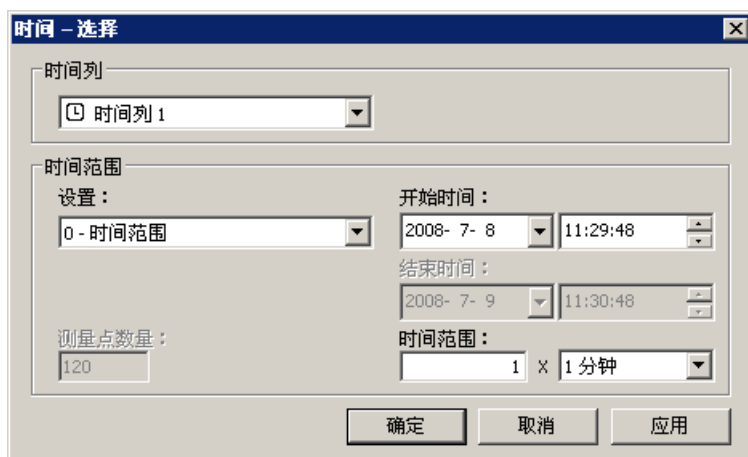 时间 – 选择
时间列
时间列 1
时间范围
设置：
0 - 时间范围
开始时间：
2008- 7- 8 11:29:48
结束时间：
2008- 7- 9 11:30:48
测量点数量：
120
时间范围：
1 X 1 分钟
确定 取消 应用